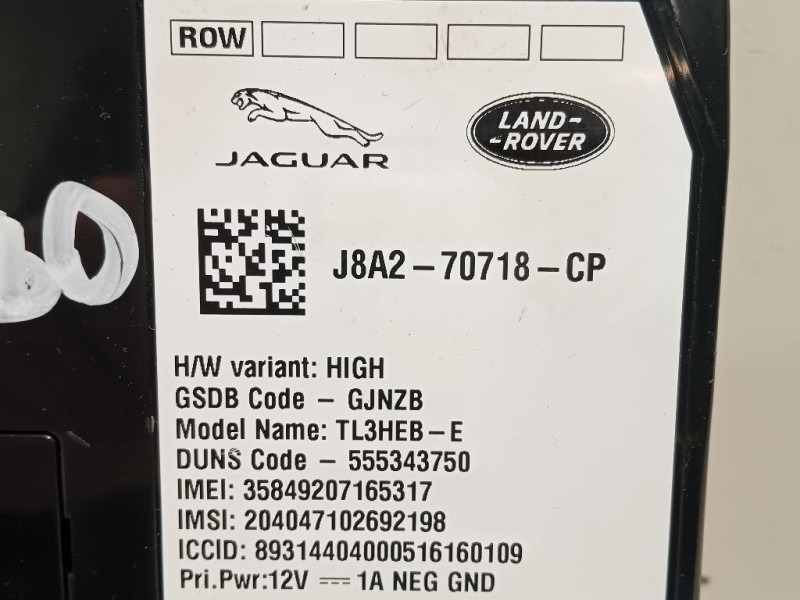 ROW
JAGUAR
LAND-
-ROVER
J8A2-70718-CP
H/W variant: HIGH
GSDB Code - GJNZB
Model Name: TL3HEB-E
DUNS Code - 555343750
IMEI: 35849207165317
IMSI: 204047102692198
ICCID: 89314404000516160109
Pri.Pwr:12V ⎓ 1A NEG GND